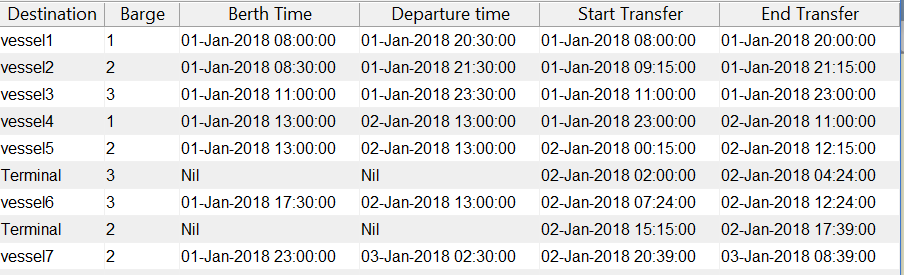 Destination Barge Berth Time Departure time Start Transfer End Transfer
vessel1 1 01-Jan-2018 08:00:00 01-Jan-2018 20:30:00 01-Jan-2018 08:00:00 01-Jan-2018 20:00:00
vessel2 2 01-Jan-2018 08:30:00 01-Jan-2018 21:30:00 01-Jan-2018 09:15:00 01-Jan-2018 21:15:00
vessel3 3 01-Jan-2018 11:00:00 01-Jan-2018 23:30:00 01-Jan-2018 11:00:00 01-Jan-2018 23:00:00
vessel4 1 01-Jan-2018 13:00:00 02-Jan-2018 13:00:00 01-Jan-2018 23:00:00 02-Jan-2018 11:00:00
vessel5 2 01-Jan-2018 13:00:00 02-Jan-2018 13:00:00 02-Jan-2018 00:15:00 02-Jan-2018 12:15:00
Terminal 3 Nil Nil 02-Jan-2018 02:00:00 02-Jan-2018 04:24:00
vessel6 3 01-Jan-2018 17:30:00 02-Jan-2018 13:00:00 02-Jan-2018 07:24:00 02-Jan-2018 12:24:00
Terminal 2 Nil Nil 02-Jan-2018 15:15:00 02-Jan-2018 17:39:00
vessel7 2 01-Jan-2018 23:00:00 03-Jan-2018 02:30:00 02-Jan-2018 20:39:00 03-Jan-2018 08:39:00